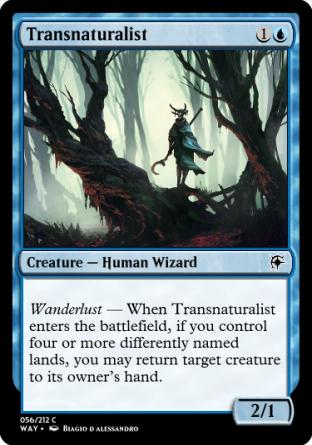 Transnaturalist 1
Creature — Human Wizard
Wanderlust — When Transnaturalist
enters the battlefield, if you control
four or more differently named
lands, you may return target creature
to its owner's hand.
2/1
056/212 C
WAY • BIAGIO D ALESSANDRO